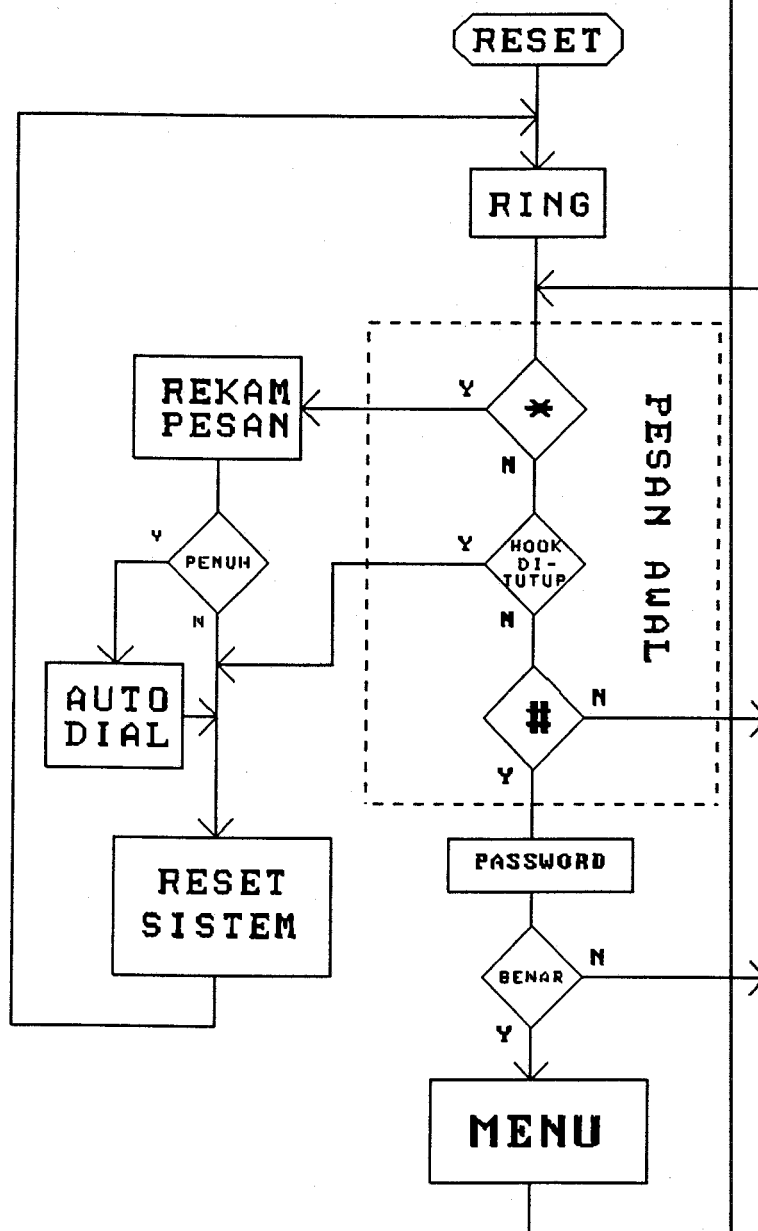 RESET
RING
Y
*
REKAM
PESAN
N
PESAN AWAL
Y
HOOK
DI-
TUTUP
Y
PENUH
N
N
#
N
AUTO
DIAL
Y
PASSWORD
RESET
SISTEM
BENAR
N
Y
MENU